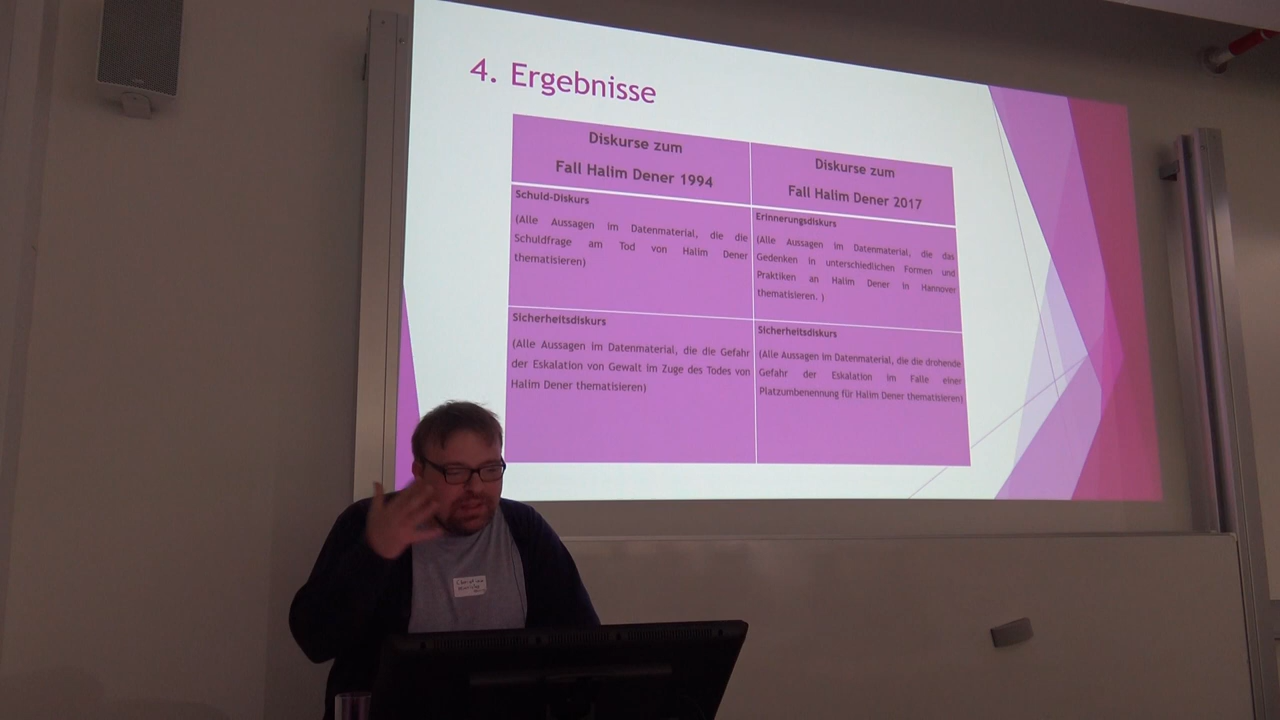 4. Ergebnisse
Diskurse zum
Fall Halim Dener 1994
Schuld-Diskurs
(Alle Aussagen im Datenmaterial, die die
Schuldfrage am Tod von Halim Dener
thematisieren)
Sicherheitsdiskurs
(Alle Aussagen im Datenmaterial, die die Gefahr
der Eskalation von Gewalt im Zuge des Todes von
Halim Dener thematisieren)
Diskurse zum
Fall Halim Dener 2017
Erinnerungsdiskurs
(Alle Aussagen im Datenmaterial, die das
Gedenken in unterschiedlichen Formen und
Praktiken an Halim Dener in Hannover
thematisieren. )
Sicherheitsdiskurs
(Alle Aussagen im Datenmaterial, die die drohende
Gefahr der Eskalation im Falle einer
Platzumbenennung für Halim Dener thematisieren)